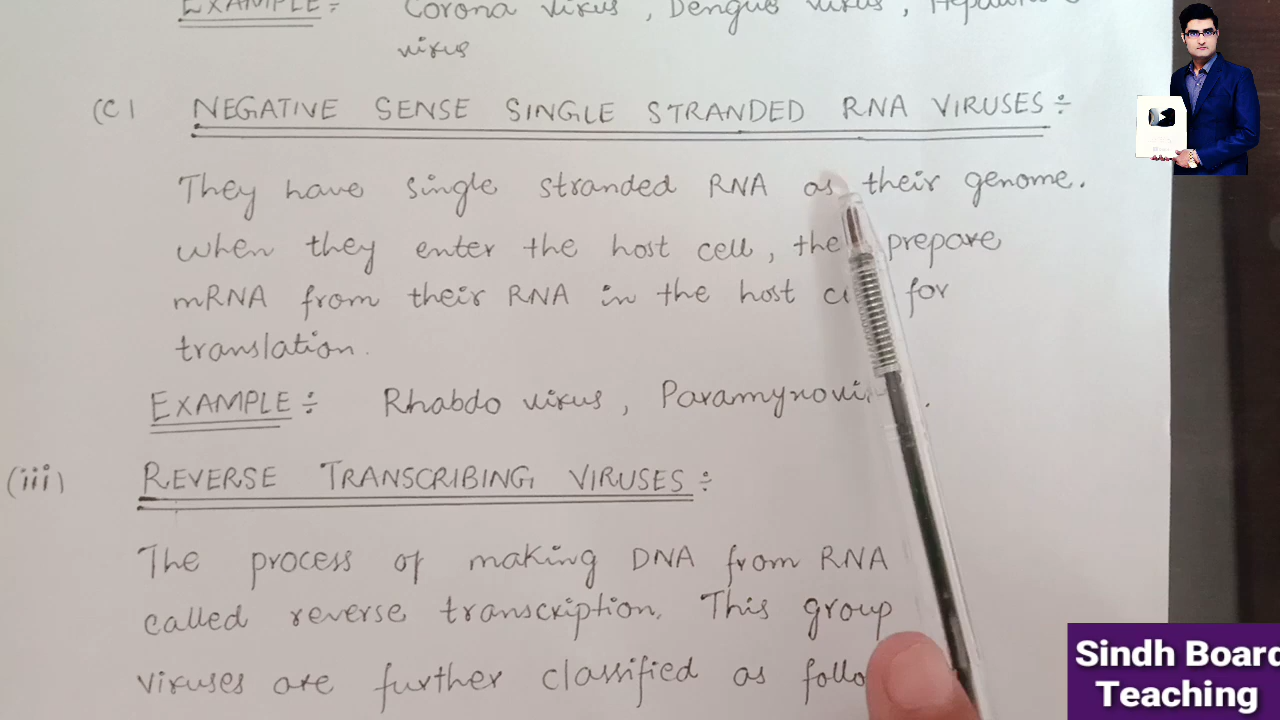 EXAMPLE :- Corona virus, Dengue virus,
virus
(C) NEGATIVE SENSE SINGLE STRANDED RNA VIRUSES :-
They have single stranded RNA as their genome.
When they enter the host cell, the prepare
mRNA from their RNA in the host for
translation.
EXAMPLE :- Rhabdo virus,
(iii) REVERSE TRANSCRIBING VIRUSES :-
The process of making DNA from RNA
called reverse transcription. This group
viruses are further classified as
Sindh Board
Teaching